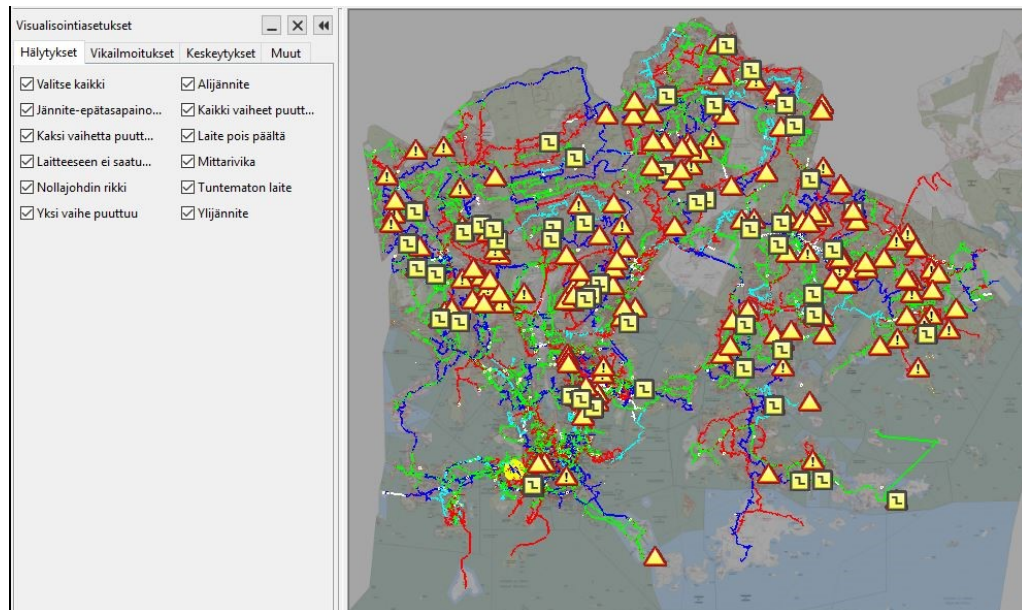 Visualisointiasetukset
Hälytykset Vikailmoitukset Keskeytykset Muut
Valitse kaikki Alijännite
Jännite-epätasapaino... Kaikki vaiheet puutt...
Kaksi vaihetta puutt... Laite pois päältä
Laitteeseen ei saatu... Mittarivika
Nollajohdin rikki Tuntematon laite
Yksi vaihe puuttuu Ylijännite